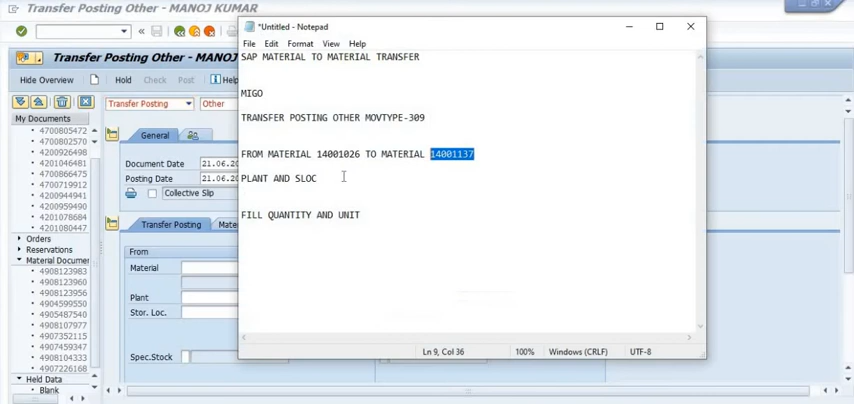 Transfer Posting Other - MANOJ KUMAR
Transfer Posting Other - MANOJ
Hide Overview Hold Check Post Help
Transfer Posting Other
My Documents
4700805472
4700802570
4200926498
4201046481
4700866475
4700719912
4200944941
4201078684
4201080447
Orders
Reservations
Material Documen
4908123983
4908123960
4908123956
4904599550
4905487540
4908107977
4907352115
4907459347
4908104333
4907226168
Held Data
Blank
General
Document Date 21.06.20
Posting Date 21.06.20
Collective Slip
Transfer Posting Mate
From
Material
Plant
Stor. Loc.
Spec.Stock
*Untitled - Notepad
File Edit Format View Help
SAP MATERIAL TO MATERIAL TRANSFER
MIGO
TRANSFER POSTING OTHER MOVTYPE-309
FROM MATERIAL 14001026 TO MATERIAL 14001137
PLANT AND SLOC
FILL QUANTITY AND UNIT
Ln 9, Col 36 100% Windows (CRLF) UTF-8